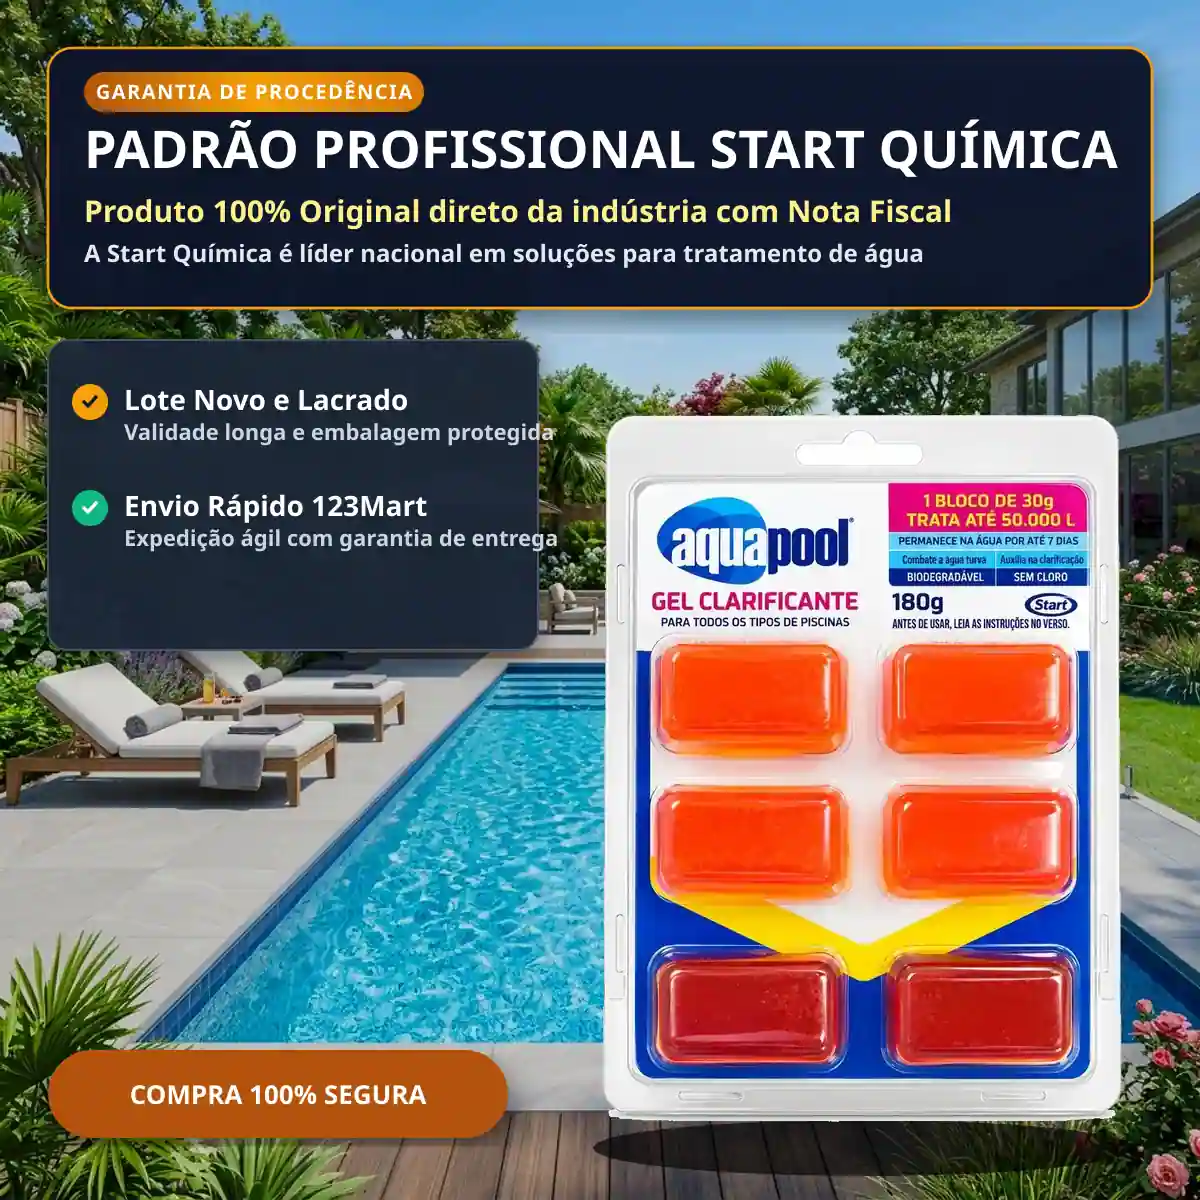 GARANTIA DE PROCEDÊNCIA
PADRÃO PROFISSIONAL START QUÍMICA
Produto 100% Original direto da indústria com Nota Fiscal
A Start Química é líder nacional em soluções para tratamento de água
Lote Novo e Lacrado
Validade longa e embalagem protegida
Envio Rápido 123Mart
Expedição ágil com garantia de entrega
aquapool®
GEL CLARIFICANTE
PARA TODOS OS TIPOS DE PISCINAS
1 BLOCO DE 30g
TRATA ATÉ 50.000 L
PERMANECE NA ÁGUA POR ATÉ 7 DIAS
Combate a água turva
Auxilia na clarificação
BIODEGRADÁVEL
SEM CLORO
180g
Start
ANTES DE USAR, LEIA AS INSTRUÇÕES NO VERSO.
COMPRA 100% SEGURA